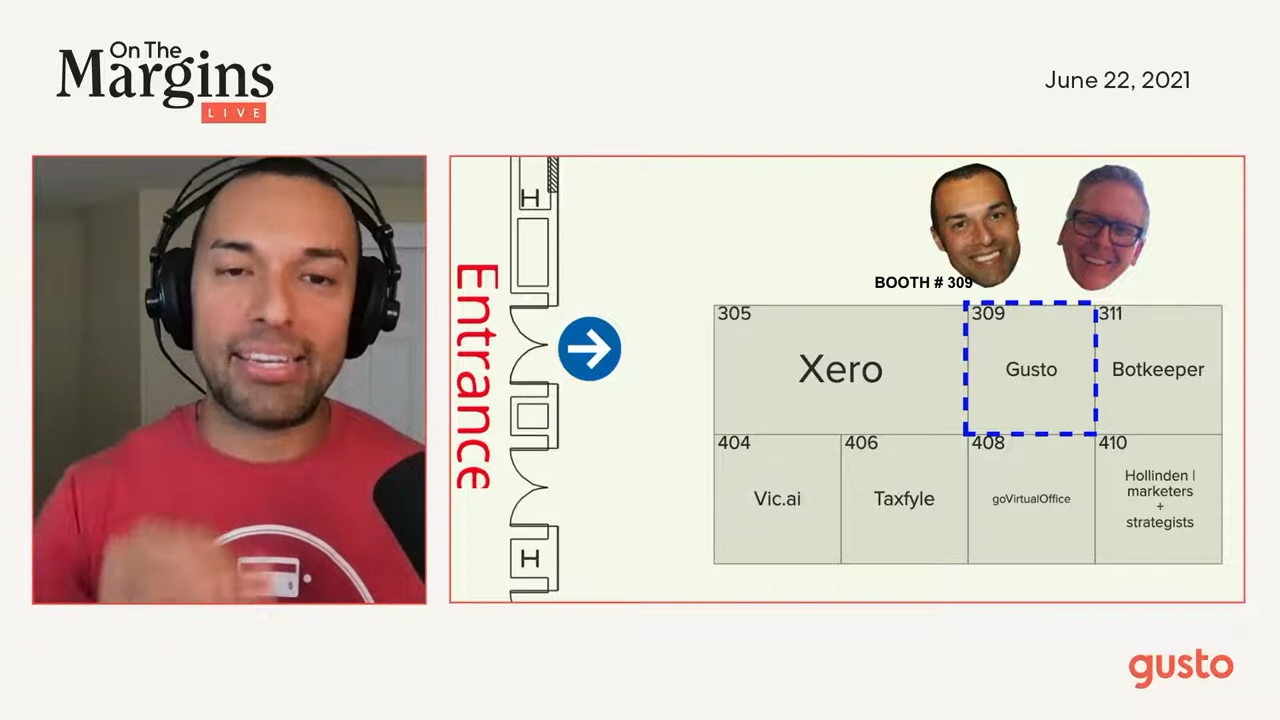 On The
Margins
LIVE
June 22, 2021
H
Entrance
H
BOOTH # 309
305
Xero
309
Gusto
311
Botkeeper
404
Vic.ai
406
Taxfyle
408
goVirtualOffice
410
Hollinden |
marketers
+
strategists
gusto